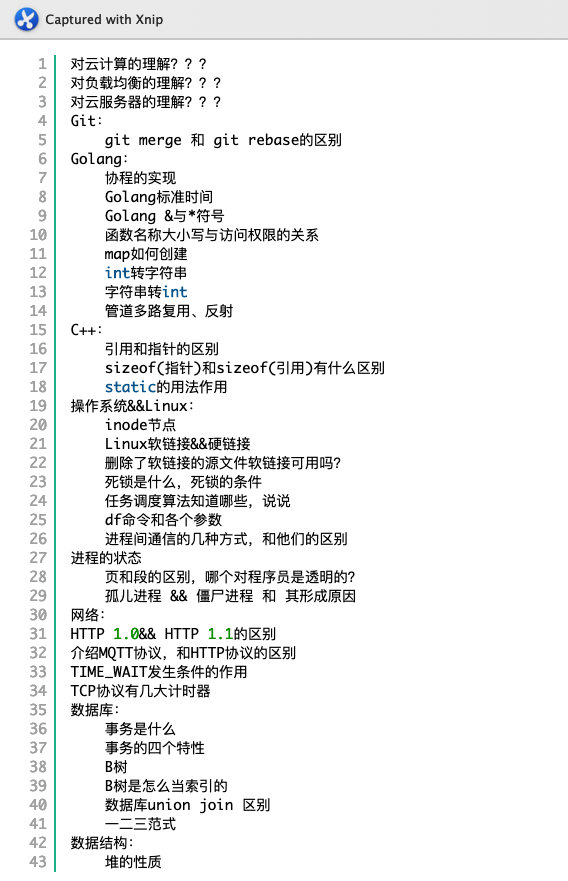 Captured with Xnip
1 对云计算的理解？？？
2 对负载均衡的理解？？？
3 对云服务器的理解？？？
4 Git：
5 git merge 和 git rebase的区别
6 Golang：
7 协程的实现
8 Golang标准时间
9 Golang &与*符号
10 函数名称大小写与访问权限的关系
11 map如何创建
12 int转字符串
13 字符串转int
14 管道多路复用、反射
15 C++：
16 引用和指针的区别
17 sizeof(指针)和sizeof(引用)有什么区别
18 static的用法作用
19 操作系统&&Linux：
20 inode节点
21 Linux软链接&&硬链接
22 删除了软链接的源文件软链接可用吗？
23 死锁是什么，死锁的条件
24 任务调度算法知道哪些，说说
25 df命令和各个参数
26 进程间通信的几种方式，和他们的区别
27 进程的状态
28 页和段的区别，哪个对程序员是透明的？
29 孤儿进程 && 僵尸进程 和 其形成原因
30 网络：
31 HTTP 1.0&& HTTP 1.1的区别
32 介绍MQTT协议，和HTTP协议的区别
33 TIME_WAIT发生条件的作用
34 TCP协议有几大计时器
35 数据库：
36 事务是什么
37 事务的四个特性
38 B树
39 B树是怎么当索引的
40 数据库union join 区别
41 一二三范式
42 数据结构：
43 堆的性质